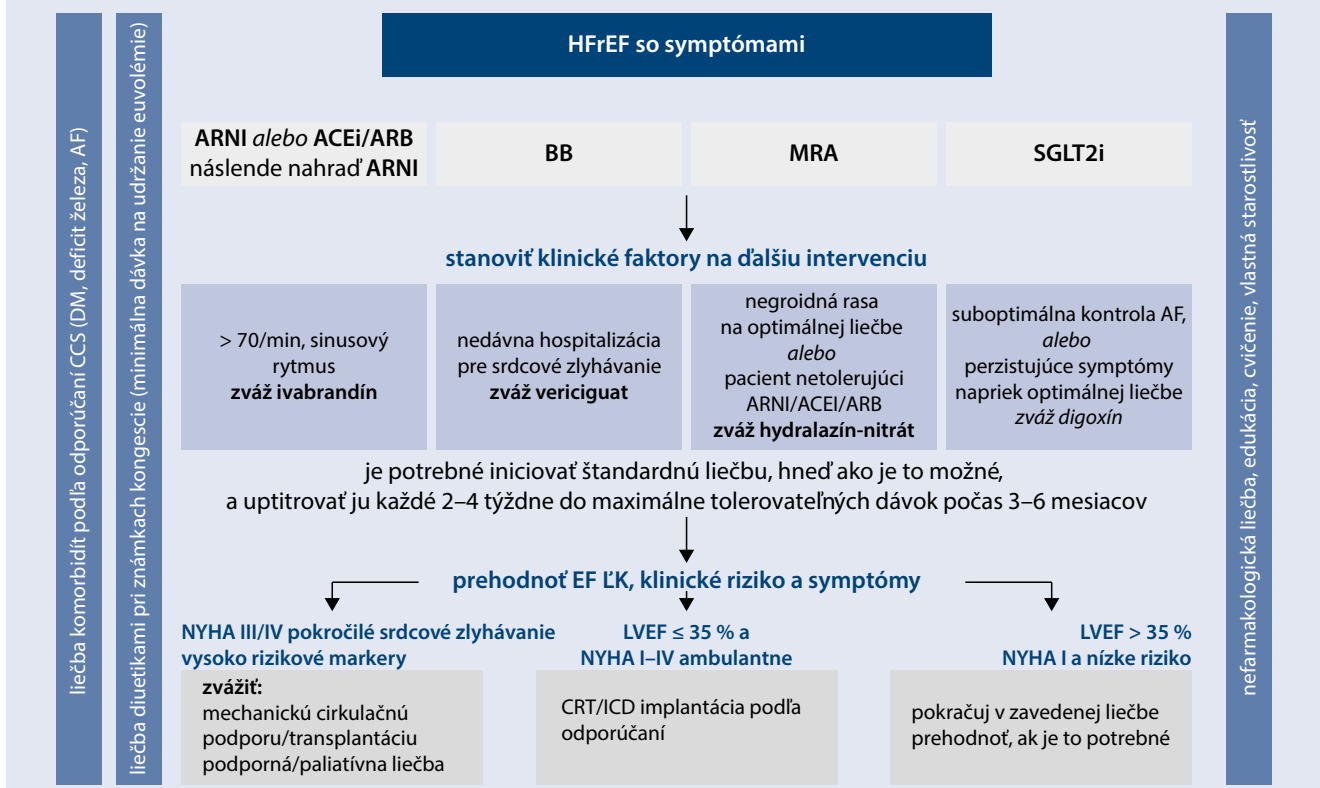 HFrEF so symptómami
liečba komorbidít podľa odporúčaní CCS (DM, deficit železa, AF)
liečba diuetikami pri známkach kongescie (minimálna dávka na udržanie euvolémie)
ARNI alebo ACEi/ARB
náslende nahraď ARNI
BB
MRA
SGLT2i
stanoviť klinické faktory na ďalšiu intervenciu
> 70/min, sinusový
rytmus
zváž ivabrandín
nedávna hospitalizácia
pre srdcové zlyhávanie
zváž vericiguat
negroidná rasa
na optimálnej liečbe
alebo
pacient netolerujúci
ARNI/ACEI/ARB
zváž hydralazín-nitrát
suboptimálna kontrola AF,
alebo
perzistujúce symptómy
napriek optimálnej liečbe
zváž digoxín
je potrebné iniciovať štandardnú liečbu, hneď ako je to možné,
a uptitrovať ju každé 2–4 týždne do maximálne tolerovateľných dávok počas 3–6 mesiacov
prehodnoť EF ĽK, klinické riziko a symptómy
NYHA III/IV pokročilé srdcové zlyhávanie
vysoko rizikové markery
zvážiť:
mechanickú cirkulačnú
podporu/transplantáciu
podporná/paliatívna liečba
LVEF ≤ 35 % a
NYHA I–IV ambulantne
CRT/ICD implantácia podľa
odporúčaní
LVEF > 35 %
NYHA I a nízke riziko
pokračuj v zavedenej liečbe
prehodnoť, ak je to potrebné
nefarmakologická liečba, edukácia, cvičenie, vlastná starostlivosť